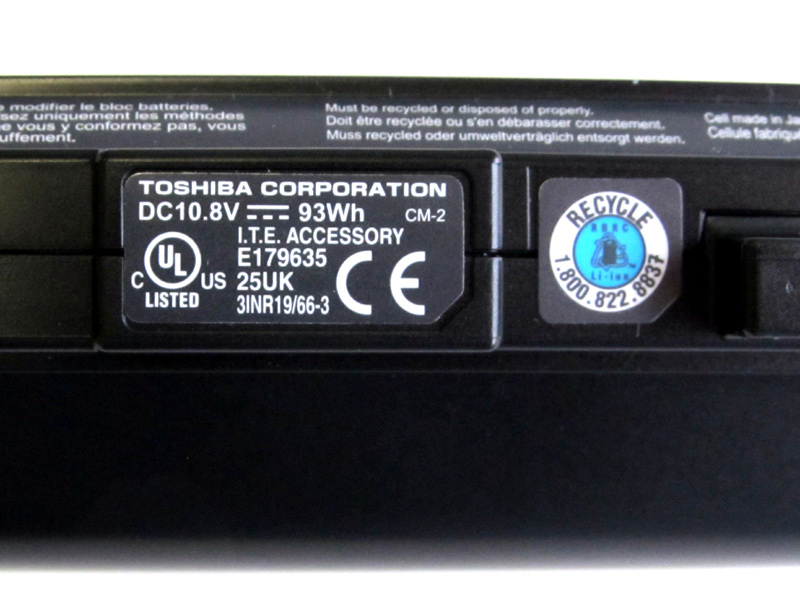 modifier le bloc batteries.
sez uniquement les méthodes
e vous y conformez pas, vous
uffement.
Must be recycled or disposed of properly.
Doit être recyclée ou s'en débarasser correctement.
Muss recycled oder umweltverträglich entsorgt werden.
Cell made in Ja
Cellule fabriqu
TOSHIBA CORPORATION
DC10.8V 93Wh CM-2
I.T.E. ACCESSORY
E179635
25UK
3INR19/66-3
C UL US
LISTED
CE
RECYCLE
RBRC
Li-ion
1.800.822.8837